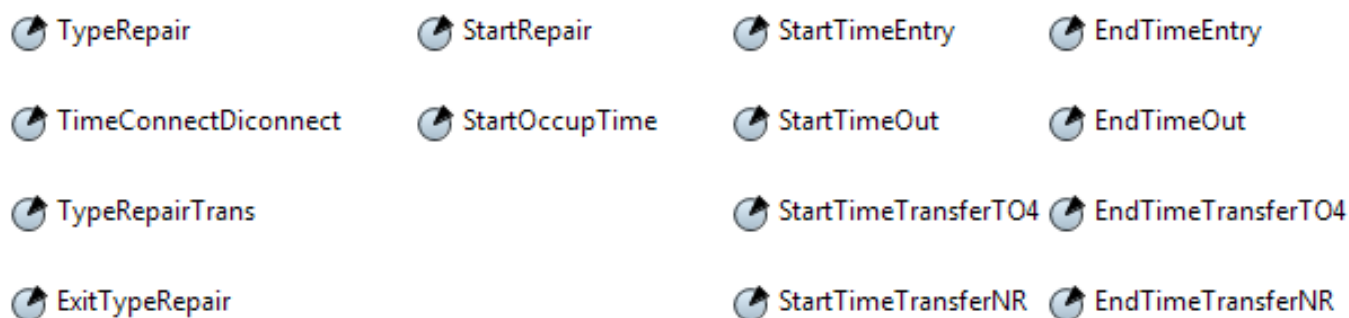 TypeRepair StartRepair StartTimeEntry EndTimeEntry
TimeConnectDiconnect StartOccupTime StartTimeOut EndTimeOut
TypeRepairTrans StartTimeTransferTO4 EndTimeTransferTO4
ExitTypeRepair StartTimeTransferNR EndTimeTransferNR